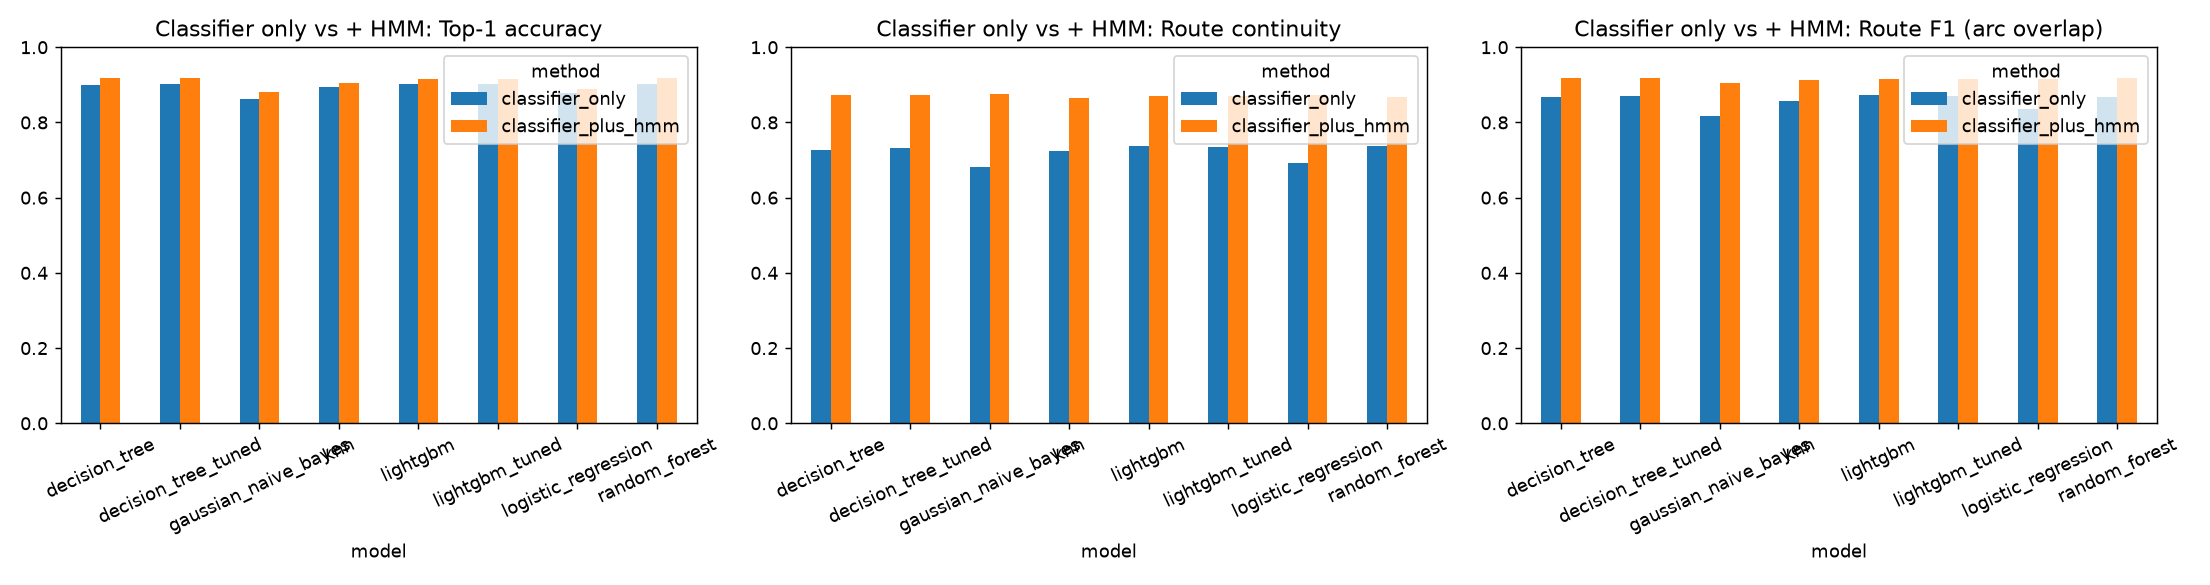 Classifier only vs + HMM: Top-1 accuracy
1.0
0.8
0.6
0.4
0.2
0.0
method
classifier_only
classifier_plus_hmm
decision_tree
decision_tree_tuned
gaussian_naive_bayes
knn
lightgbm
lightgbm_tuned
logistic_regression
random_forest
model
Classifier only vs + HMM: Route continuity
1.0
0.8
0.6
0.4
0.2
0.0
method
classifier_only
classifier_plus_hmm
decision_tree
decision_tree_tuned
gaussian_naive_bayes
knn
lightgbm
lightgbm_tuned
logistic_regression
random_forest
model
Classifier only vs + HMM: Route F1 (arc overlap)
1.0
0.8
0.6
0.4
0.2
0.0
method
classifier_only
classifier_plus_hmm
decision_tree
decision_tree_tuned
gaussian_naive_bayes
knn
lightgbm
lightgbm_tuned
logistic_regression
random_forest
model